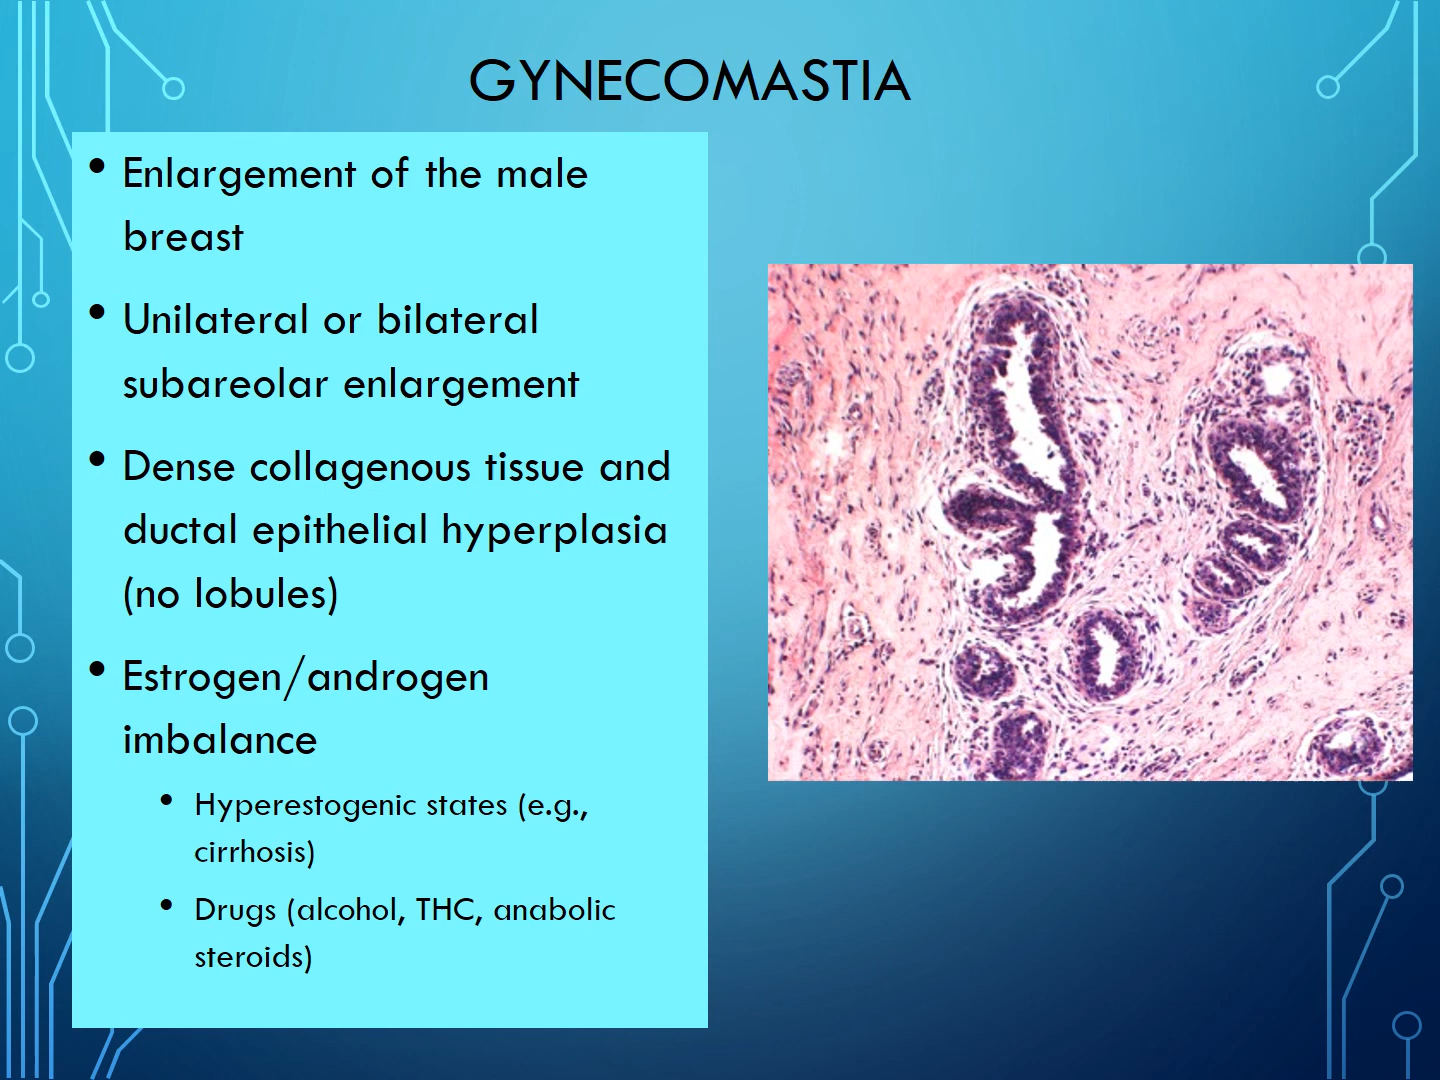 GYNECOMASTIA
• Enlargement of the male
breast
• Unilateral or bilateral
subareolar enlargement
• Dense collagenous tissue and
ductal epithelial hyperplasia
(no lobules)
• Estrogen/androgen
imbalance
• Hyperestogenic states (e.g.,
cirrhosis)
• Drugs (alcohol, THC, anabolic
steroids)